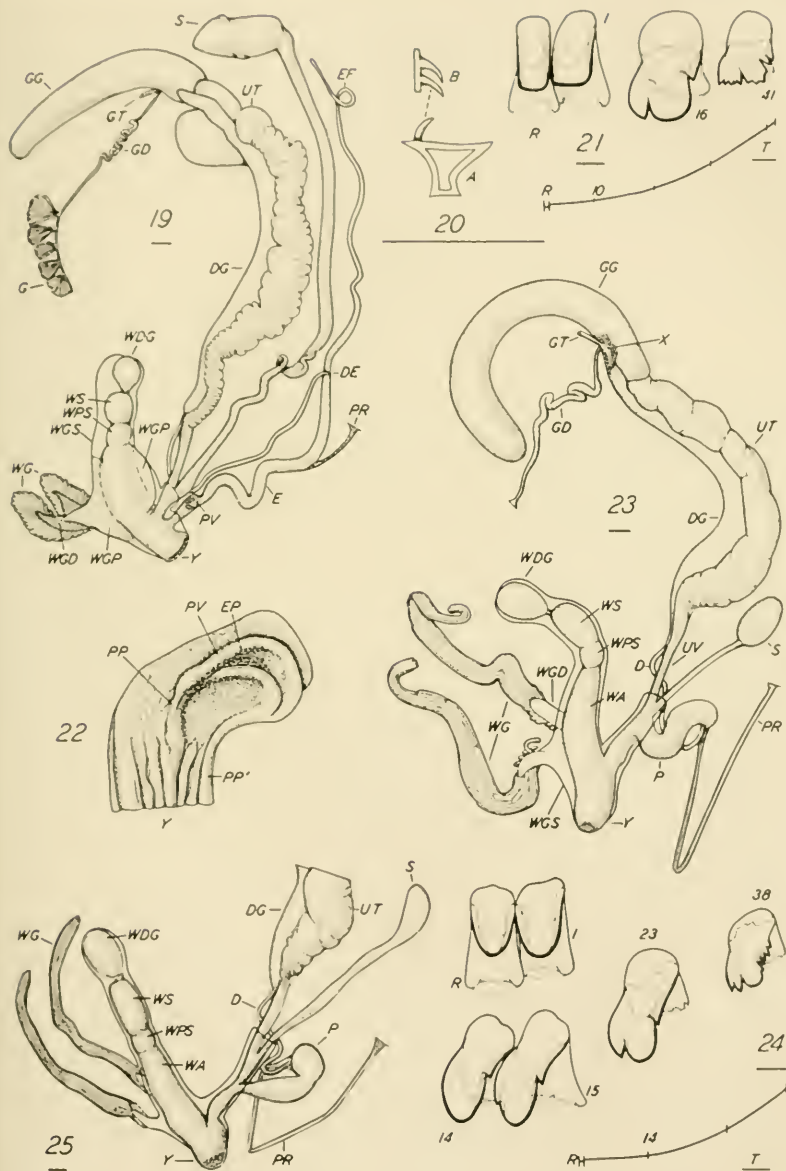 S
EF
GG
GT
UT
GD
19
DG
G
WDG
WS
WPS
WGS
WGP
WG
WGD
WGP
Y
PV
E
DE
PR
B
A
20
1
R
16
41
21
R
10
T
GG
GT
X
GD
UT
DG
23
WDG
WS
WPS
WGD
WG
WA
WGS
D
UV
S
P
PR
Y
PV
EP
PP
22
PP'
Y
S
DG
UT
WG
WDG
WS
D
WPS
P
WA
25
Y
PR
1
R
23
38
14
15
24
R
14
T